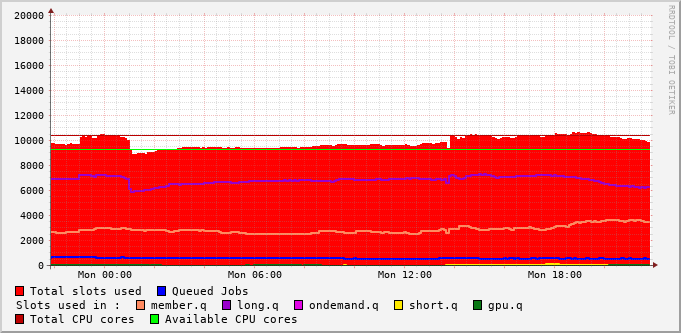 20000
18000
16000
14000
12000
10000
8000
6000
4000
2000
0
Mon 00:00 Mon 06:00 Mon 12:00 Mon 18:00
RRDTOOL / TOBI OETIKER
Total slots used Queued Jobs
Slots used in : member.q long.q ondemand.q short.q gpu.q
Total CPU cores Available CPU cores